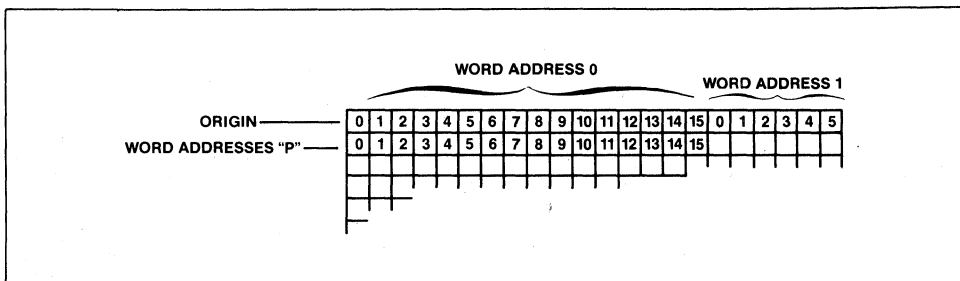 WORD ADDRESS 0
WORD ADDRESS 1
ORIGIN 0 1 2 3 4 5 6 7 8 9 10 11 12 13 14 15 0 1 2 3 4 5
WORD ADDRESSES “P” 0 1 2 3 4 5 6 7 8 9 10 11 12 13 14 15